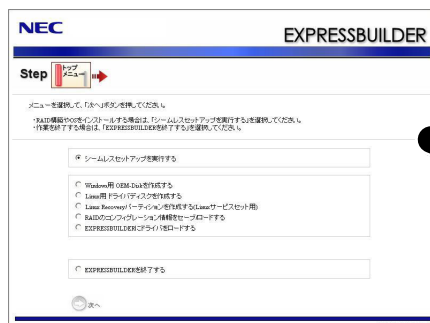 NEC
EXPRESSBUILDER
Step トップメニュー
メニューを選択して、「次へ」ボタンを押してください。
・RAID構築やOSをインストールする場合は、「シームレスセットアップを実行する」を選択してください。
・作業を終了する場合は、「EXPRESSBUILDERを終了する」を選択してください。
シームレスセットアップを実行する
Windows用 OEM-Diskを作成する
Linux用 ドライバディスクを作成する
Linux Recoveryパーティションを作成する(Linuxサービスセット用)
RAIDのコンフィグレーション情報をセーブ/ロードする
EXPRESSBUILDERにドライバをロードする
EXPRESSBUILDERを終了する
次へ